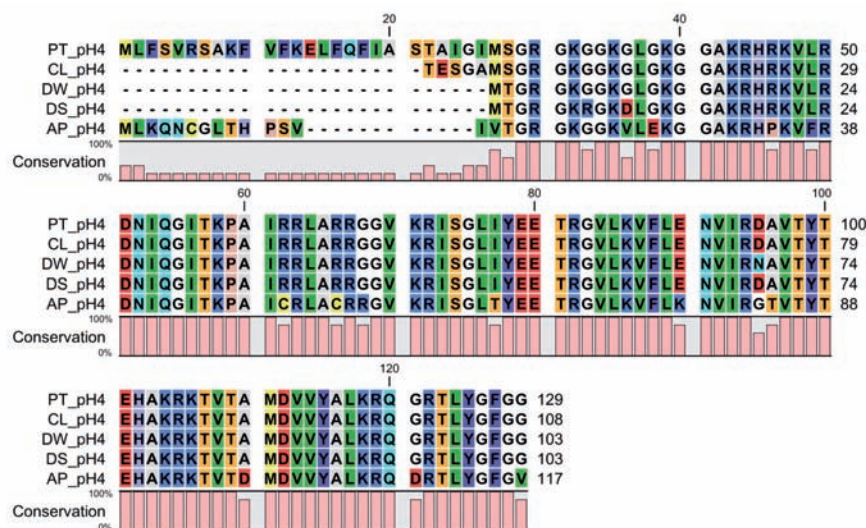 20 40
PT_pH4 MLFSVRSAKF VFKELFQFIA STAIGIMSGR GKGGKGLGKG GAKRHRKVLR 50
CL_pH4 ---------- ---------- -TESGAMSGR GKGGKGLGKG GAKRHRKVLR 29
DW_pH4 ---------- ---------- ------MTGR GKGGKGLGKG GAKRHRKVLR 24
DS_pH4 ---------- ---------- ------MTGR GKRGKDLGKG GAKRHRKVLR 24
AP_pH4 MLKQNCGLTH PSV------- -----IVTGR GKGGKVLEKG GAKRHPKVFR 38
100%
Conservation
0%
60 80 100
PT_pH4 DNIQGITKPA IRRLARRGGV KRISGLIYEE TRGVLKVFLE NVIRDAVTYT 100
CL_pH4 DNIQGITKPA IRRLARRGGV KRISGLIYEE TRGVLKVFLE NVIRDAVTYT 79
DW_pH4 DNIQGITKPA IRRLARRGGV KRISGLIYEE TRGVLKVFLE NVIRNAVTYT 74
DS_pH4 DNIQGITKPA IRRLARRGGV KRISGLIYEE TRGVLKVFLE NVIRDAVTYT 74
AP_pH4 DNIQGITKPA ICRLACRRGV KRISGLTYEE TRGVLKVFLK NVIRGTVTYT 88
100%
Conservation
0%
120
PT_pH4 EHAKRKTVTA MDVVYALKRQ GRTLYGFGG 129
CL_pH4 EHAKRKTVTA MDVVYALKRQ GRTLYGFGG 108
DW_pH4 EHAKRKTVTA MDVVYALKRQ GRTLYGFGG 103
DS_pH4 EHAKRKTVTA MDVVYALKRQ GRTLYGFGG 103
AP_pH4 EHAKRKTVTD MDVVYALKRQ DRTLYGFGV 117
100%
Conservation
0%